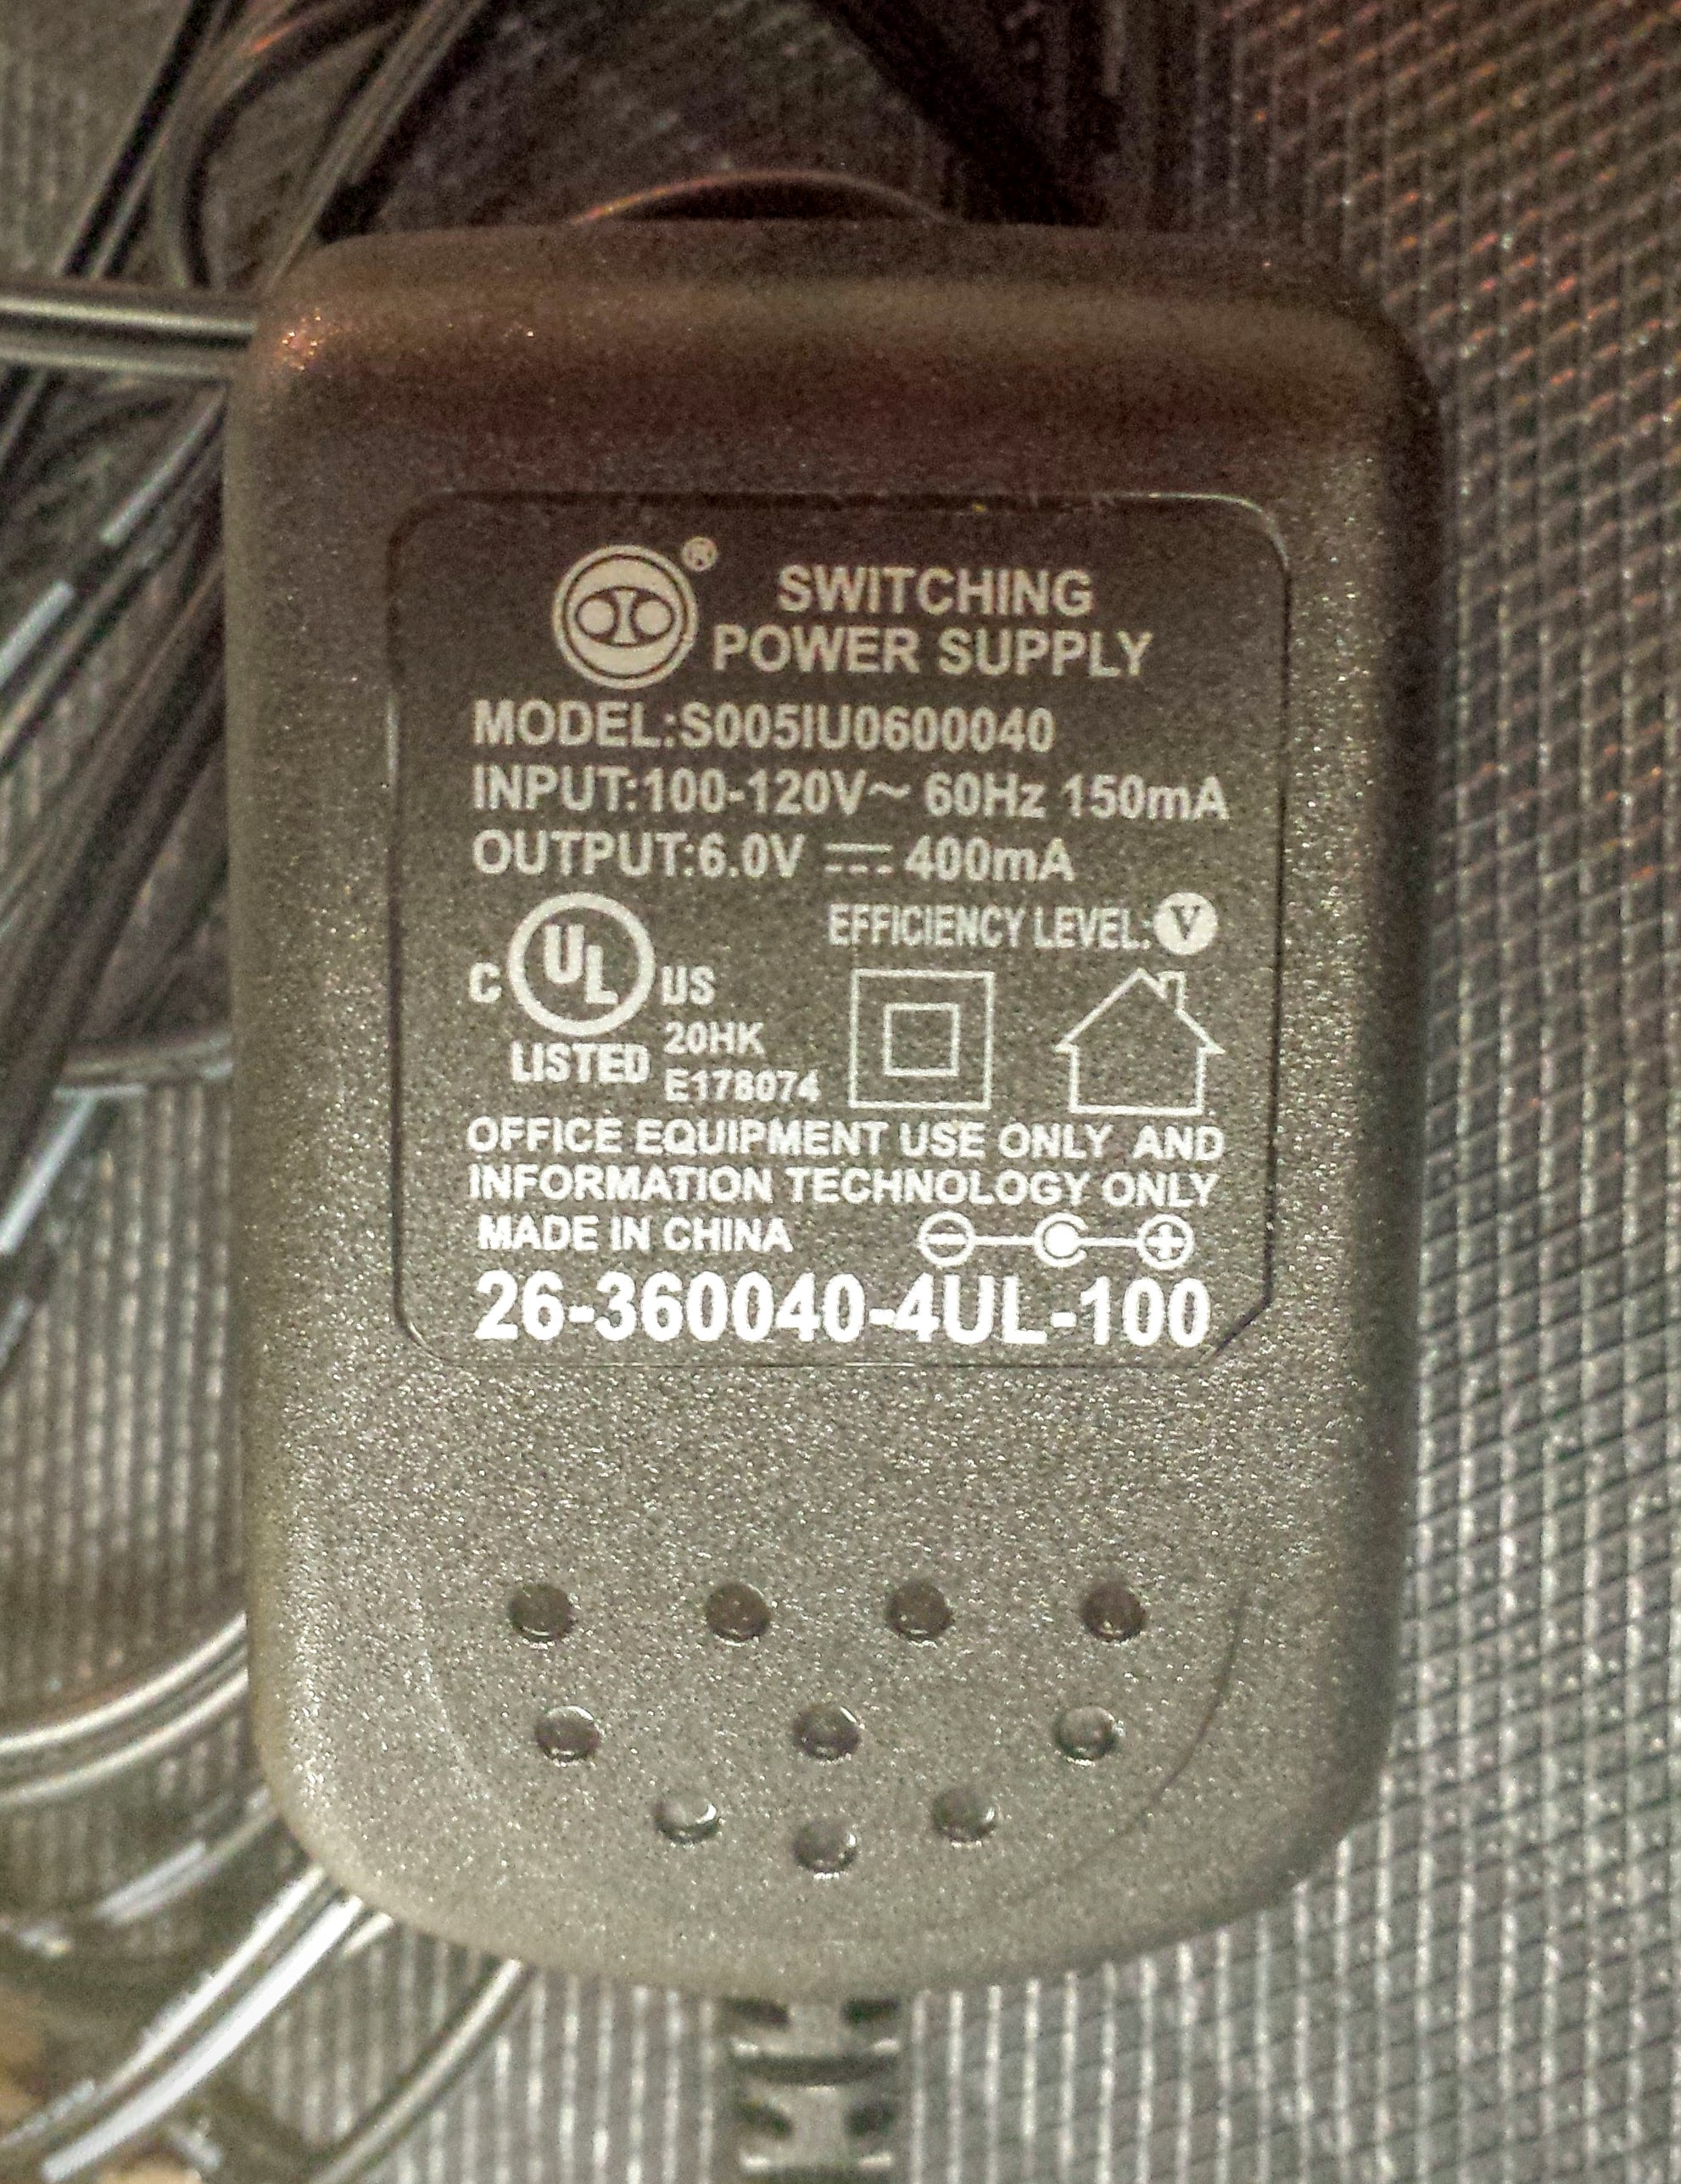 ®
SWITCHING
POWER SUPPLY
MODEL:S005IU0600040
INPUT:100-120V~ 60Hz 150mA
OUTPUT:6.0V ⎓ 400mA
EFFICIENCY LEVEL:V
C UL US
LISTED 20HK
E178074
OFFICE EQUIPMENT USE ONLY AND
INFORMATION TECHNOLOGY ONLY
MADE IN CHINA
26-360040-4UL-100